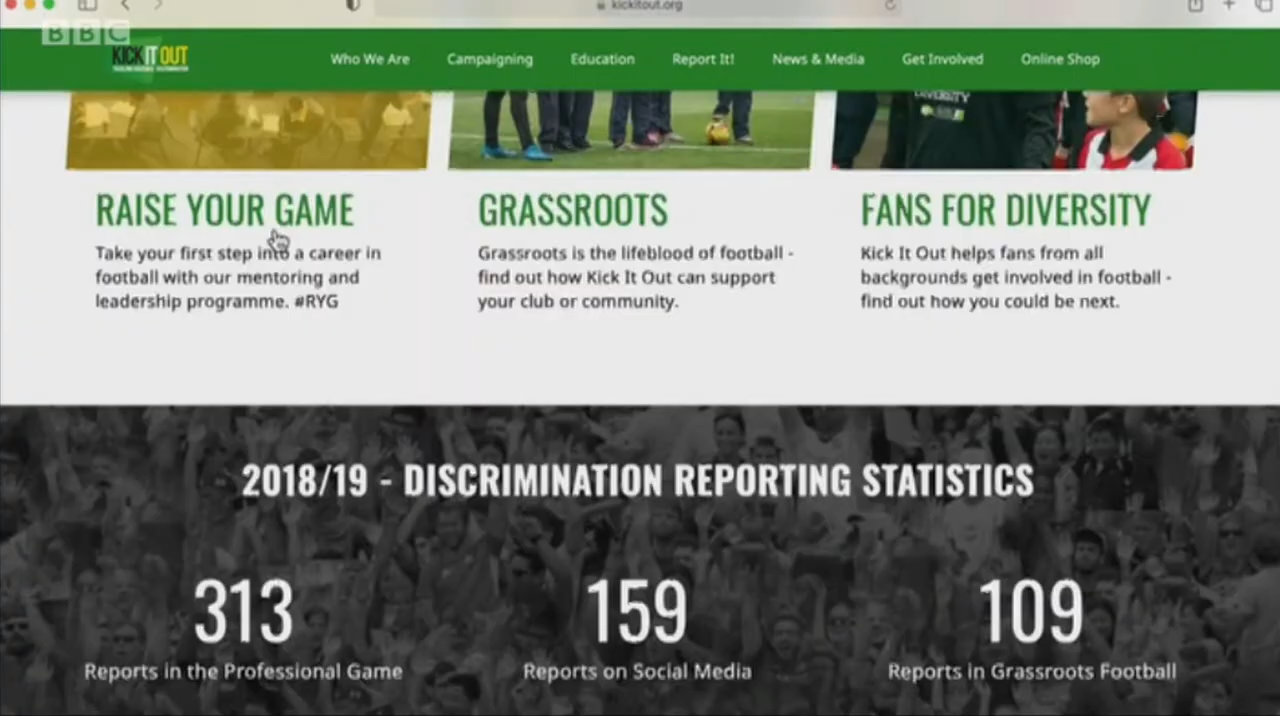 kickitout.org
BBC
KICK IT OUT
Who We Are Campaigning Education Report It! News & Media Get Involved Online Shop
DIVERSITY
RAISE YOUR GAME
Take your first step into a career in
football with our mentoring and
leadership programme. #RYG
GRASSROOTS
Grassroots is the lifeblood of football -
find out how Kick It Out can support
your club or community.
FANS FOR DIVERSITY
Kick It Out helps fans from all
backgrounds get involved in football -
find out how you could be next.
2018/19 - DISCRIMINATION REPORTING STATISTICS
313
Reports in the Professional Game
159
Reports on Social Media
109
Reports in Grassroots Football